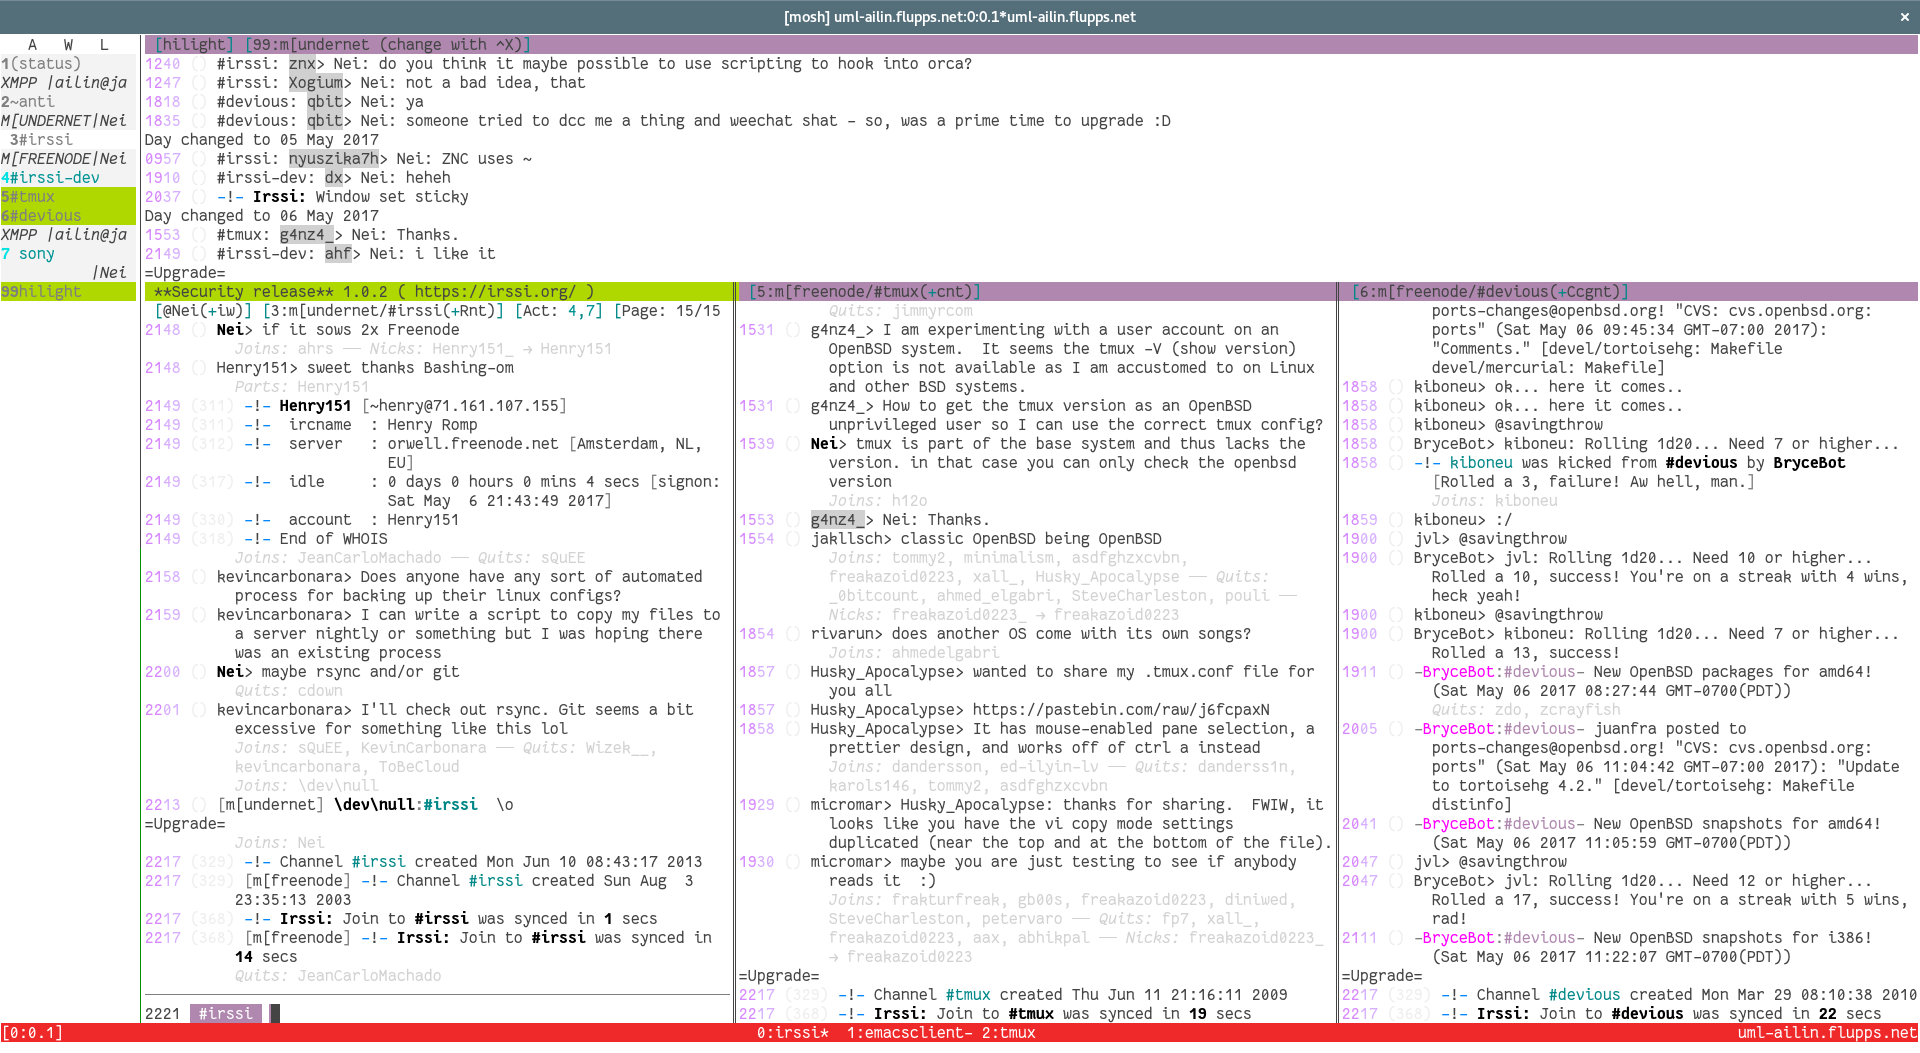 [mosh] uml-ailin.flupps.net:0:0.1*uml-ailin.flupps.net
×
A W L
1(status)
XMPP |ailin@ja
2~anti
M[UNDERNET|Nei
3#irssi
M[FREENODE|Nei
4#irssi-dev
5#tmux
6#devious
XMPP |ailin@ja
7 sony
|Nei
99hilight
[hilight] [99:m[undernet (change with ^X)]
1240 () #irssi: znx> Nei: do you think it maybe possible to use scripting to hook into orca?
1247 () #irssi: Xogium> Nei: not a bad idea, that
1818 () #devious: qbit> Nei: ya
1835 () #devious: qbit> Nei: someone tried to dcc me a thing and weechat shat - so, was a prime time to upgrade :D
Day changed to 05 May 2017
0957 () #irssi: nyuszika7h> Nei: ZNC uses ~
1910 () #irssi-dev: dx> Nei: heheh
2037 () -!- Irssi: Window set sticky
Day changed to 06 May 2017
1553 () #tmux: g4nz4_> Nei: Thanks.
2149 () #irssi-dev: ahf> Nei: i like it
=Upgrade=
**Security release** 1.0.2 ( https://irssi.org/ )
[@Nei(+iw)] [3:m[undernet/#irssi(+Rnt)] [Act: 4,7] [Page: 15/15
2148 () Nei> if it sows 2x Freenode
Joins: ahrs —— Nicks: Henry151_ → Henry151
2148 () Henry151> sweet thanks Bashing-om
Parts: Henry151
2149 (311) -!- Henry151 [~henry@71.161.107.155]
2149 (311) -!- ircname : Henry Romp
2149 (312) -!- server : orwell.freenode.net [Amsterdam, NL,
EU]
2149 (317) -!- idle : 0 days 0 hours 0 mins 4 secs [signon:
Sat May 6 21:43:49 2017]
2149 (330) -!- account : Henry151
2149 (318) -!- End of WHOIS
Joins: JeanCarloMachado —— Quits: sQuEE
2158 () kevincarbonara> Does anyone have any sort of automated
process for backing up their linux configs?
2159 () kevincarbonara> I can write a script to copy my files to
a server nightly or something but I was hoping there
was an existing process
2200 () Nei> maybe rsync and/or git
Quits: cdown
2201 () kevincarbonara> I'll check out rsync. Git seems a bit
excessive for something like this lol
Joins: sQuEE, KevinCarbonara —— Quits: Wizek__,
kevincarbonara, ToBeCloud
Joins: \dev\null
2213 () [m[undernet] \dev\null:#irssi \o
=Upgrade=
Joins: Nei
2217 (329) -!- Channel #irssi created Mon Jun 10 08:43:17 2013
2217 (329) [m[freenode] -!- Channel #irssi created Sun Aug 3
23:35:13 2003
2217 (368) -!- Irssi: Join to #irssi was synced in 1 secs
2217 (368) [m[freenode] -!- Irssi: Join to #irssi was synced in
14 secs
Quits: JeanCarloMachado
2221 #irssi
[5:m[freenode/#tmux(+cnt)]
Quits: jimmyrcom
1531 () g4nz4_> I am experimenting with a user account on an
OpenBSD system. It seems the tmux -V (show version)
option is not available as I am accustomed to on Linux
and other BSD systems.
1531 () g4nz4_> How to get the tmux version as an OpenBSD
unprivileged user so I can use the correct tmux config?
1539 () Nei> tmux is part of the base system and thus lacks the
version. in that case you can only check the openbsd
version
Joins: h12o
1553 () g4nz4_> Nei: Thanks.
1554 () jakllsch> classic OpenBSD being OpenBSD
Joins: tommy2, minimalism, asdfghzxcvbn,
freakazoid0223, xall_, Husky_Apocalypse —— Quits:
_0bitcount, ahmed_elgabri, SteveCharleston, pouli ——
Nicks: freakazoid0223_ → freakazoid0223
1854 () rivarun> does another OS come with its own songs?
Joins: ahmedelgabri
1857 () Husky_Apocalypse> wanted to share my .tmux.conf file for
you all
1857 () Husky_Apocalypse> https://pastebin.com/raw/j6fcpaxN
1858 () Husky_Apocalypse> It has mouse-enabled pane selection, a
prettier design, and works off of ctrl a instead
Joins: dandersson, ed-ilyin-lv —— Quits: danderss1n,
karols146, tommy2, asdfghzxcvbn
1929 () micromar> Husky_Apocalypse: thanks for sharing. FWIW, it
looks like you have the vi copy mode settings
duplicated (near the top and at the bottom of the file).
1930 () micromar> maybe you are just testing to see if anybody
reads it :)
Joins: frakturfreak, gb00s, freakazoid0223, diniwed,
SteveCharleston, petervaro —— Quits: fp7, xall_,
freakazoid0223, aax, abhikpal —— Nicks: freakazoid0223_
→ freakazoid0223
=Upgrade=
2217 (329) -!- Channel #tmux created Thu Jun 11 21:16:11 2009
2217 (368) -!- Irssi: Join to #tmux was synced in 19 secs
[6:m[freenode/#devious(+Ccgnt)]
ports-changes@openbsd.org! "CVS: cvs.openbsd.org:
ports" (Sat May 06 09:45:34 GMT-07:00 2017):
"Comments." [devel/tortoisehg: Makefile
devel/mercurial: Makefile]
1858 () kiboneu> ok... here it comes..
1858 () kiboneu> ok... here it comes..
1858 () kiboneu> @savingthrow
1858 () BryceBot> kiboneu: Rolling 1d20... Need 7 or higher...
1858 () -!- kiboneu was kicked from #devious by BryceBot
[Rolled a 3, failure! Aw hell, man.]
Joins: kiboneu
1859 () kiboneu> :/
1900 () jvl> @savingthrow
1900 () BryceBot> jvl: Rolling 1d20... Need 10 or higher...
Rolled a 10, success! You're on a streak with 4 wins,
heck yeah!
1900 () kiboneu> @savingthrow
1900 () BryceBot> kiboneu: Rolling 1d20... Need 7 or higher...
Rolled a 13, success!
1911 () -BryceBot:#devious- New OpenBSD packages for amd64!
(Sat May 06 2017 08:27:44 GMT-0700(PDT))
Quits: zdo, zcrayfish
2005 () -BryceBot:#devious- juanfra posted to
ports-changes@openbsd.org! "CVS: cvs.openbsd.org:
ports" (Sat May 06 11:04:42 GMT-07:00 2017): "Update
to tortoisehg 4.2." [devel/tortoisehg: Makefile
distinfo]
2041 () -BryceBot:#devious- New OpenBSD snapshots for amd64!
(Sat May 06 2017 11:05:59 GMT-0700(PDT))
2047 () jvl> @savingthrow
2047 () BryceBot> jvl: Rolling 1d20... Need 12 or higher...
Rolled a 17, success! You're on a streak with 5 wins,
rad!
2111 () -BryceBot:#devious- New OpenBSD snapshots for i386!
(Sat May 06 2017 11:22:07 GMT-0700(PDT))
=Upgrade=
2217 (329) -!- Channel #devious created Mon Mar 29 08:10:38 2010
2217 (368) -!- Irssi: Join to #devious was synced in 22 secs
[0:0.1]
0:irssi* 1:emacsclient- 2:tmux
uml-ailin.flupps.net